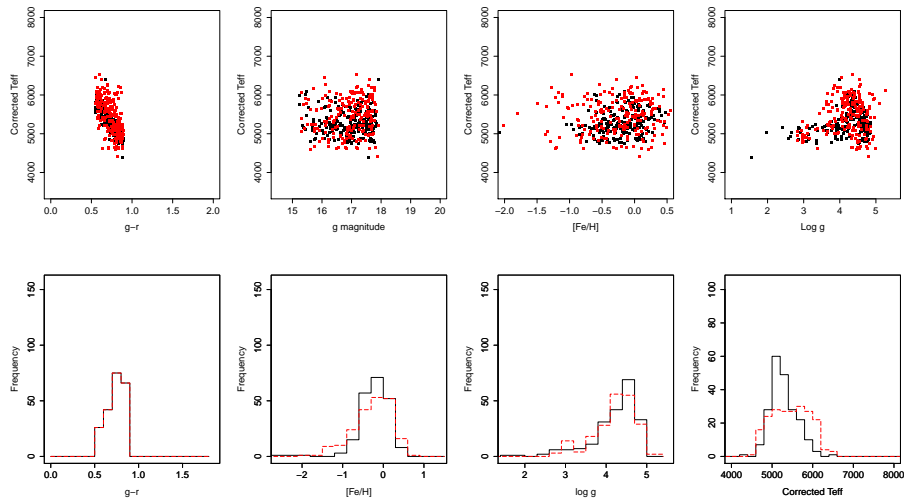 8000
7000
6000
5000
4000
Corrected Teff
0.0 0.5 1.0 1.5 2.0
g-r
8000
7000
6000
5000
4000
Corrected Teff
15 16 17 18 19 20
g magnitude
8000
7000
6000
5000
4000
Corrected Teff
−2.0 −1.5 −1.0 −0.5 0.0 0.5
[Fe/H]
8000
7000
6000
5000
4000
Corrected Teff
1 2 3 4 5
Log g
150
100
50
0
Frequency
0.0 0.5 1.0 1.5
g-r
150
100
50
0
Frequency
−2 −1 0 1
[Fe/H]
150
100
50
0
Frequency
2 3 4 5
log g
100
80
60
40
20
0
Frequency
4000 5000 6000 7000 8000
Corrected Teff